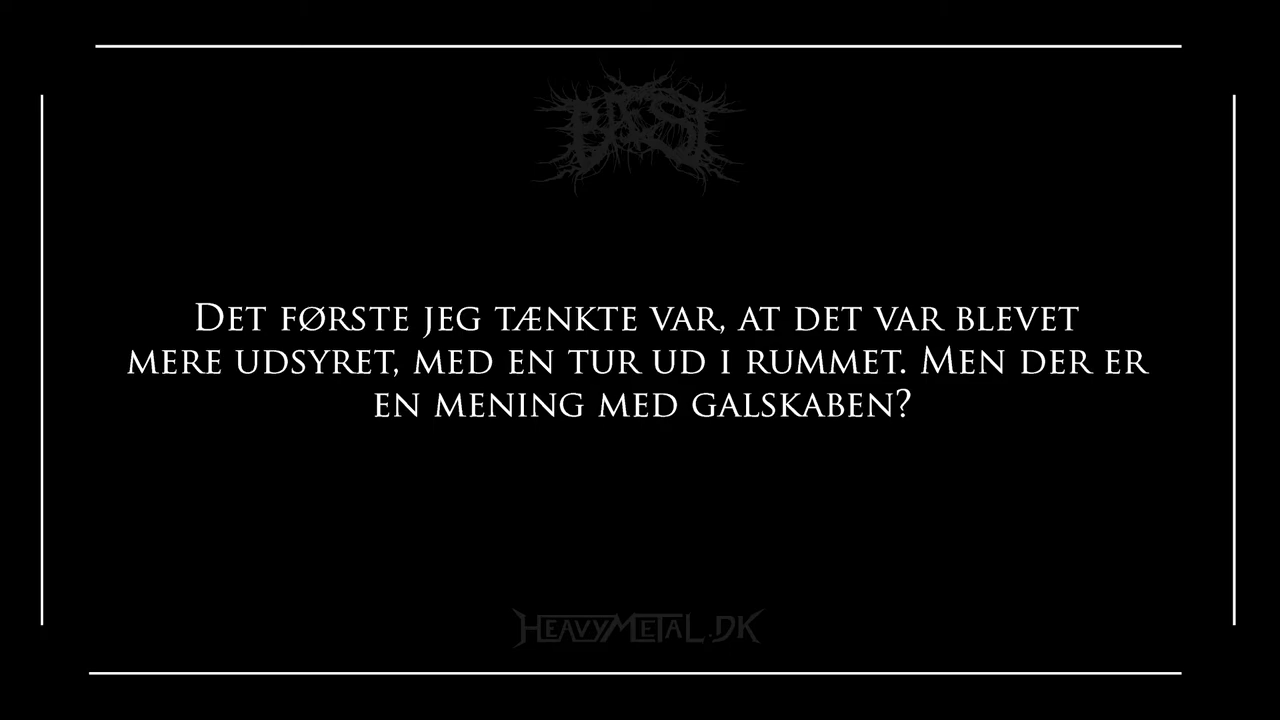 BÆST
Det første jeg tænkte var, at det var blevet
mere udsyret, med en tur ud i rummet. Men der er
en mening med galskaben?
HeavyMetal.dk